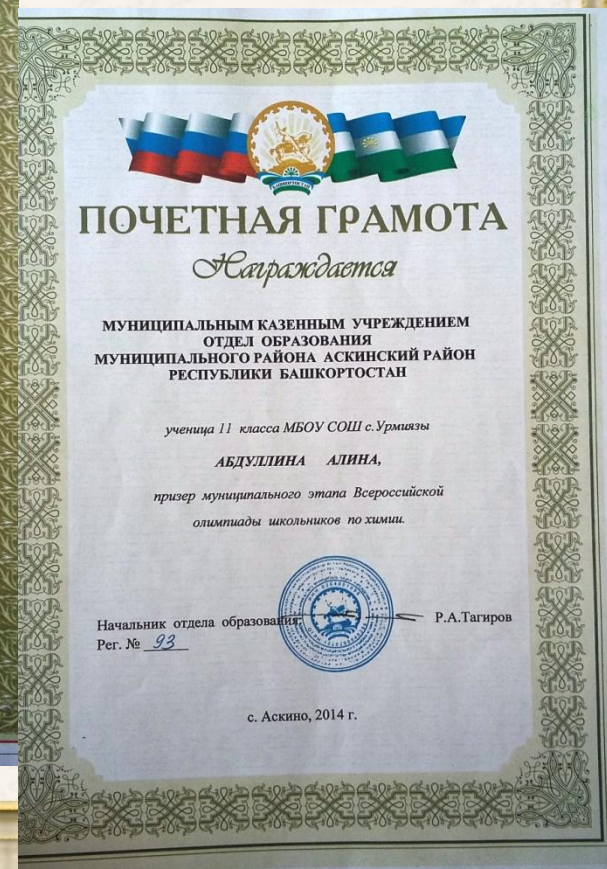 БАШКОРТОСТАН
ПОЧЕТНАЯ ГРАМОТА
Награждается
МУНИЦИПАЛЬНЫМ КАЗЕННЫМ УЧРЕЖДЕНИЕМ
ОТДЕЛ ОБРАЗОВАНИЯ
МУНИЦИПАЛЬНОГО РАЙОНА АСКИНСКИЙ РАЙОН
РЕСПУБЛИКИ БАШКОРТОСТАН
ученица 11 класса МБОУ СОШ с.Урмиязы
АБДУЛЛИНА АЛИНА,
призер муниципального этапа Всероссийской
олимпиады школьников по химии.
Начальник отдела образования: Р.А.Тагиров
Рег. № 93
с. Аскино, 2014 г.